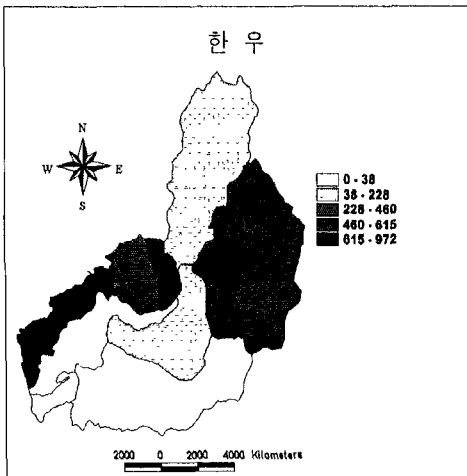 한 우
N
W E
S
0 - 38
38 - 228
228 - 460
460 - 615
615 - 972
2000 0 2000 4000 Kilometers